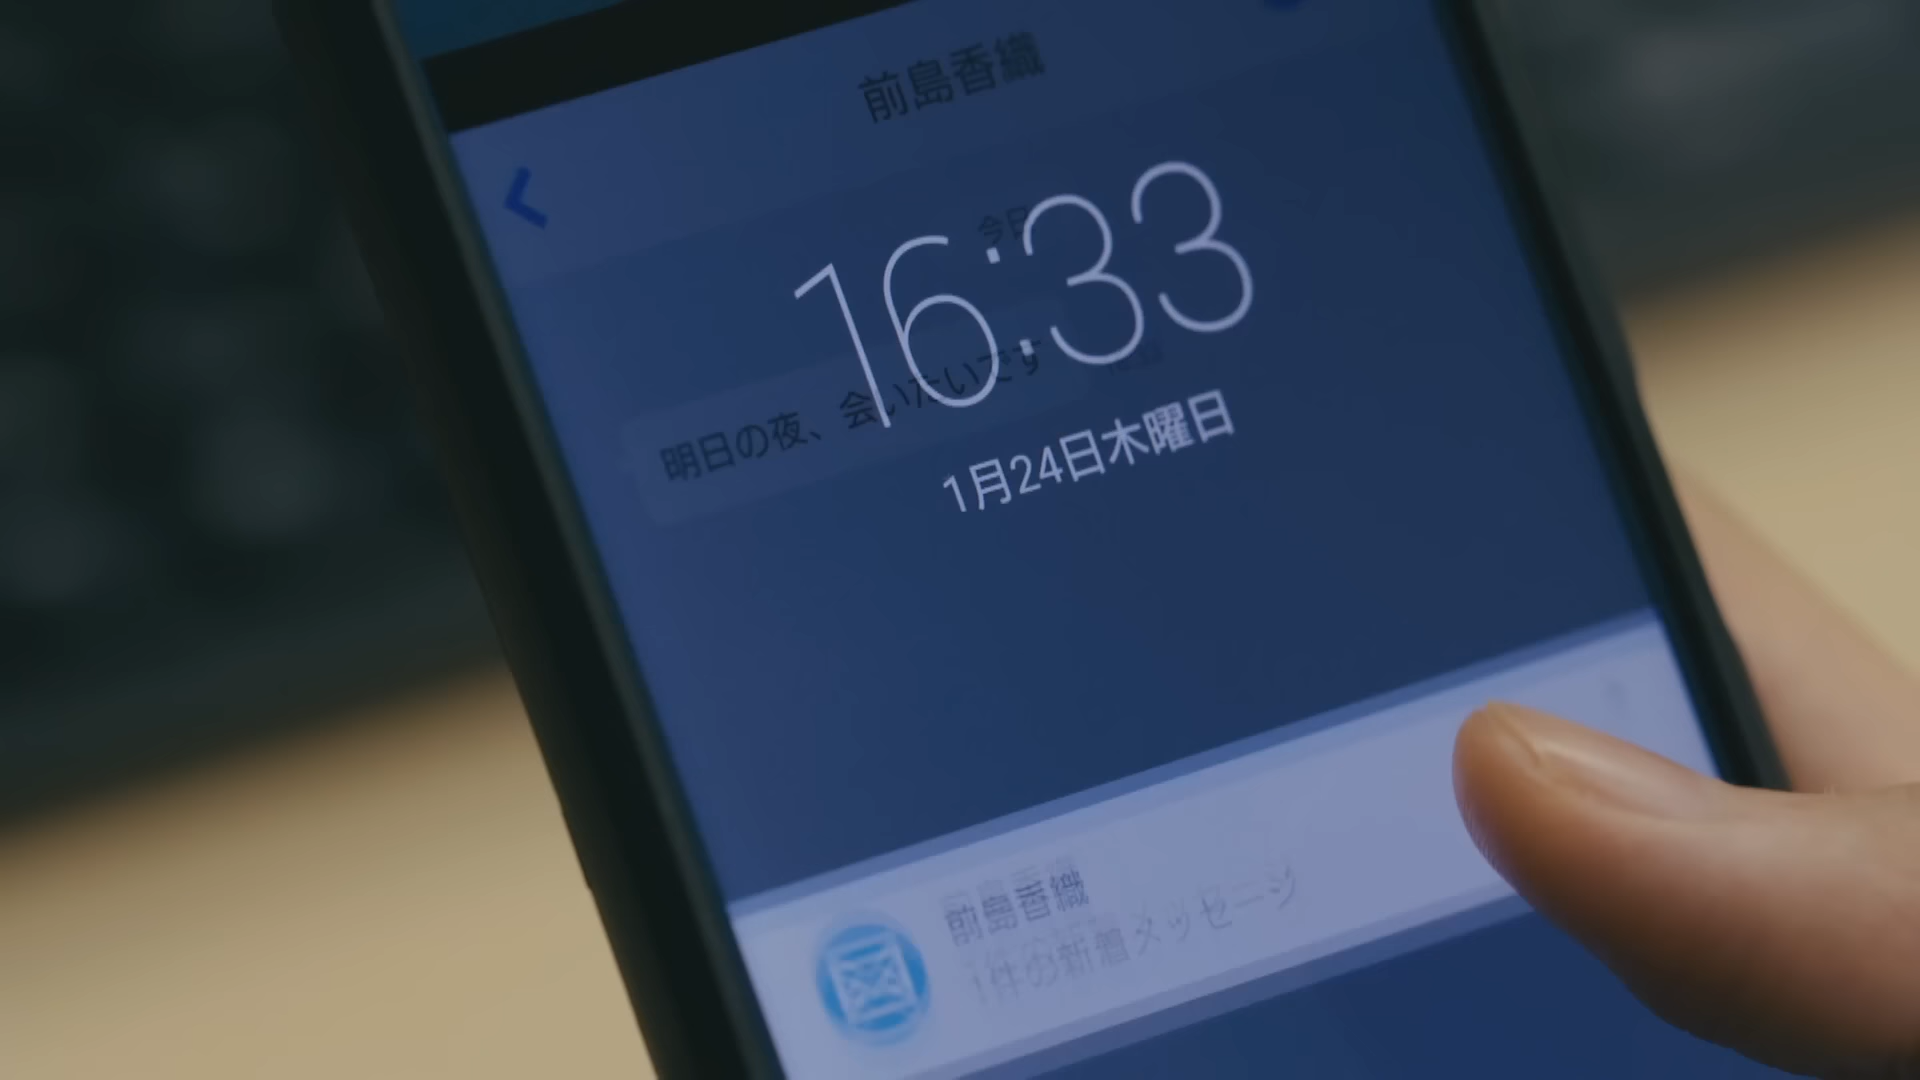 前島香織
今日
16:33
明日の夜、会いたいです
1月24日木曜日
前島香織
1件の新着メッセージ